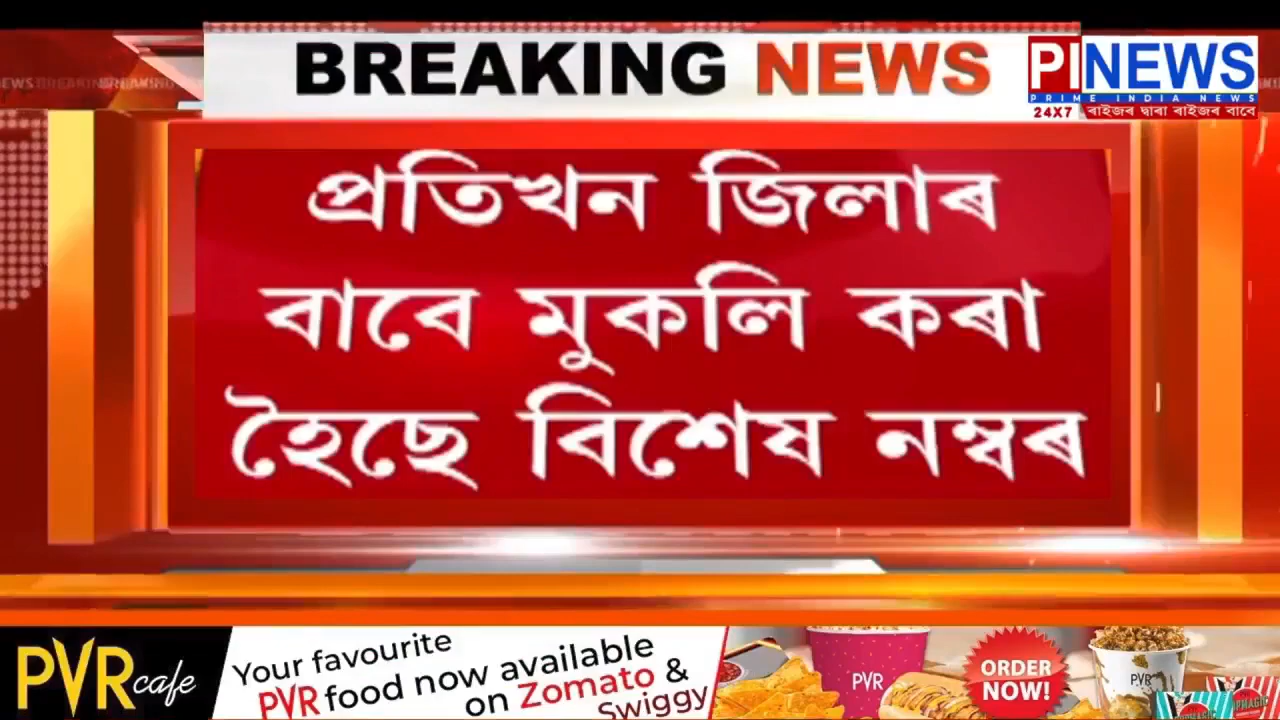 BREAKING NEWS
PI NEWS
PRIME INDIA NEWS
24X7 ৰাইজৰ দ্বাৰা ৰাইজৰ বাবে
প্ৰতিখন জিলাৰ
বাবে মুকলি কৰা
হৈছে বিশেষ নম্বৰ
PVR cafe
Your favourite
PVR food now available
on Zomato &
Swiggy
PVR
ORDER
NOW!
PVR